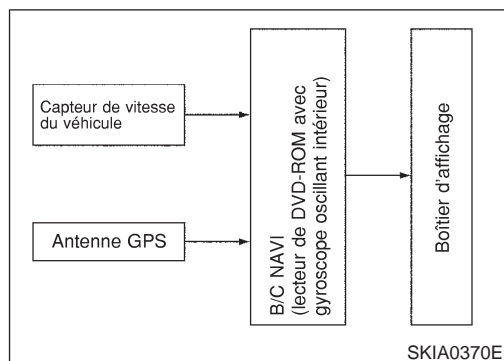 Capteur de vitesse
du véhicule
Antenne GPS
B/C NAVI
(lecteur de DVD-ROM avec
gyroscope oscillant intérieur)
Boîtier d'affichage
SKIA0370E